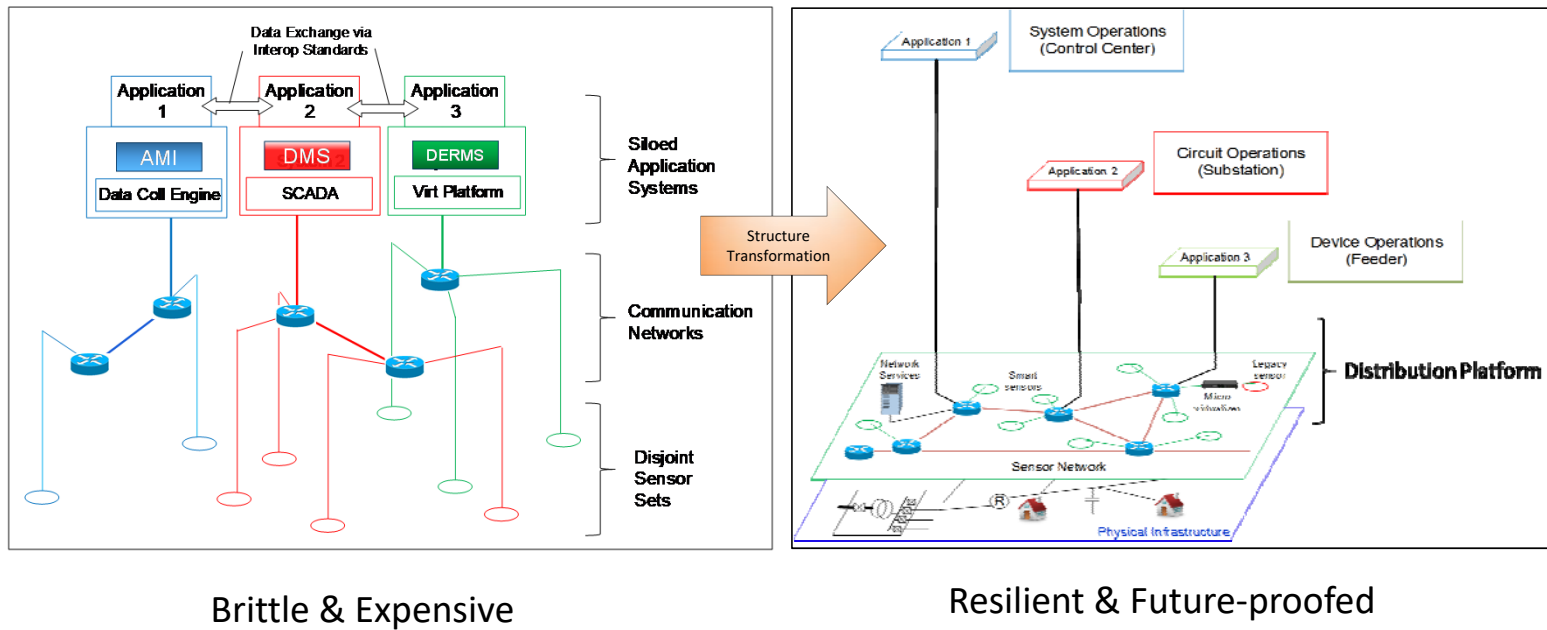 Data Exchange via
Interop Standards
Application
1
Application
2
Application
3
AMI
DMS
DERMS
Data Coll Engine
SCADA
Virt Platform
Siloed
Application
Systems
Communication
Networks
Disjoint
Sensor
Sets
Brittle & Expensive
Structure
Transformation
Application 1
System Operations
(Control Center)
Application 2
Circuit Operations
(Substation)
Application 3
Device Operations
(Feeder)
Network
Services
Smart
sensors
Legacy
sensor
Micro
virtualizer
Distribution Platform
Sensor Network
R
Physical Infrastructure
Resilient & Future-proofed